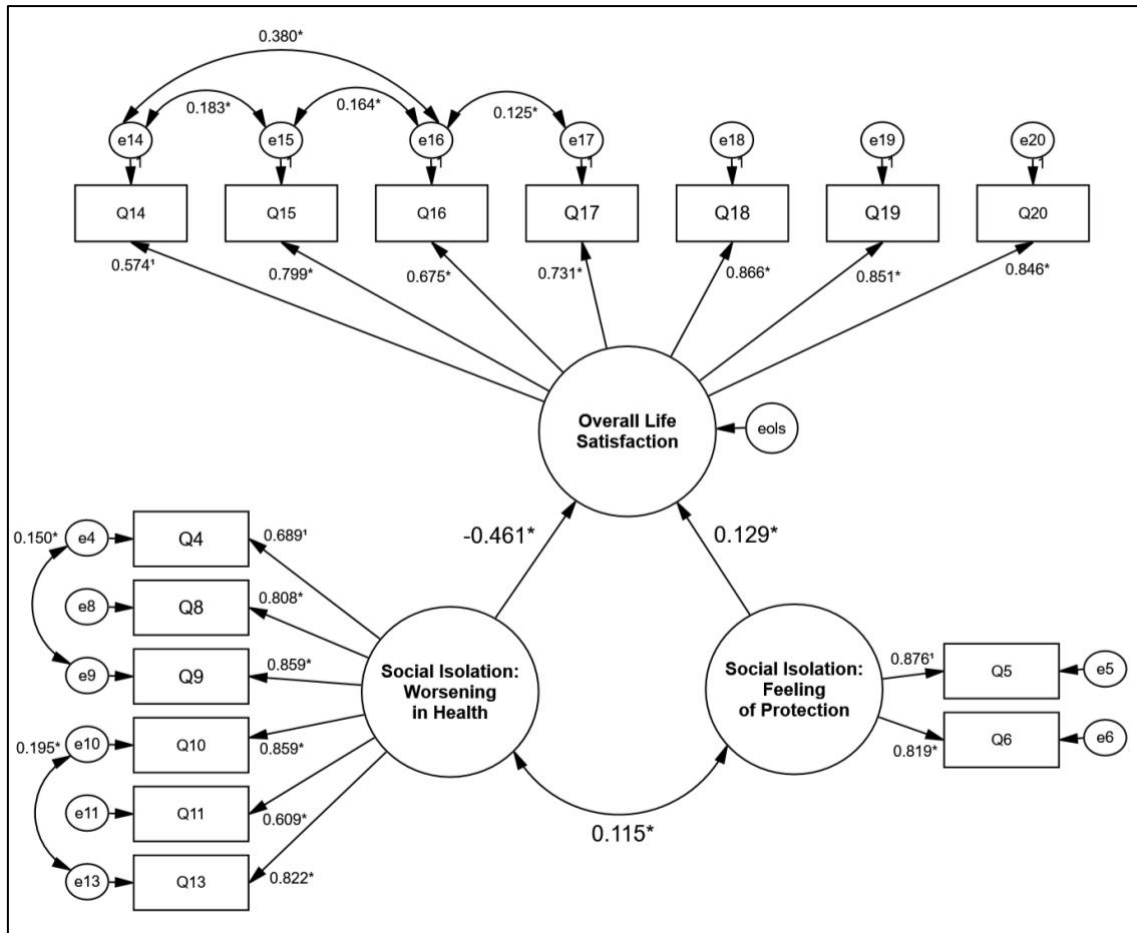 0.380*
0.183*
0.164*
0.125*
e14
e15
e16
e17
e18
e19
e20
1
1
1
1
1
1
1
Q14
Q15
Q16
Q17
Q18
Q19
Q20
0.574¹
0.799*
0.675*
0.731*
0.866*
0.851*
0.846*
Overall Life
Satisfaction
eols
-0.461*
0.129*
0.150*
e4
Q4
0.689¹
e8
Q8
0.808*
e9
Q9
0.859*
0.195*
e10
Q10
0.859*
e11
Q11
0.609*
e13
Q13
0.822*
Social Isolation:
Worsening
in Health
Social Isolation:
Feeling
of Protection
0.876¹
Q5
e5
0.819*
Q6
e6
0.115*